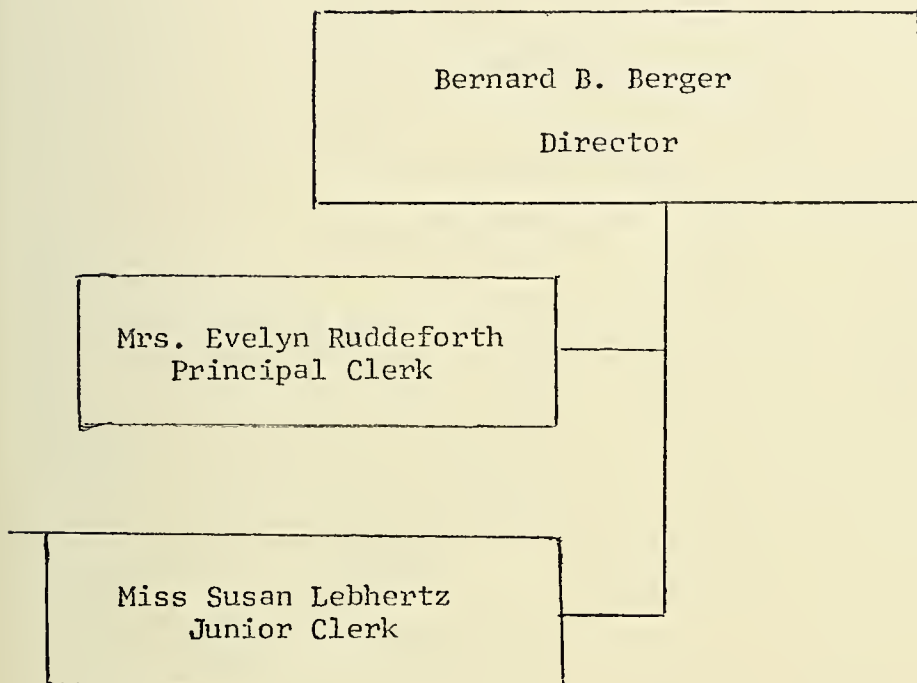 Bernard B. Berger
Director
Mrs. Evelyn Ruddeforth
Principal Clerk
Miss Susan Lebhertz
Junior Clerk